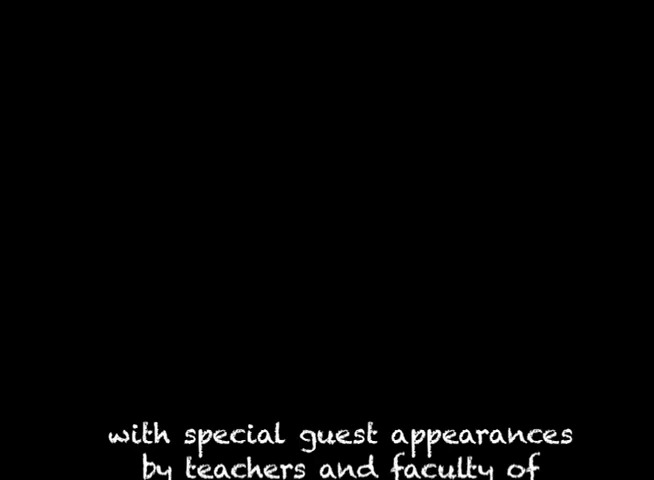 with special guest appearances
by teachers and faculty of